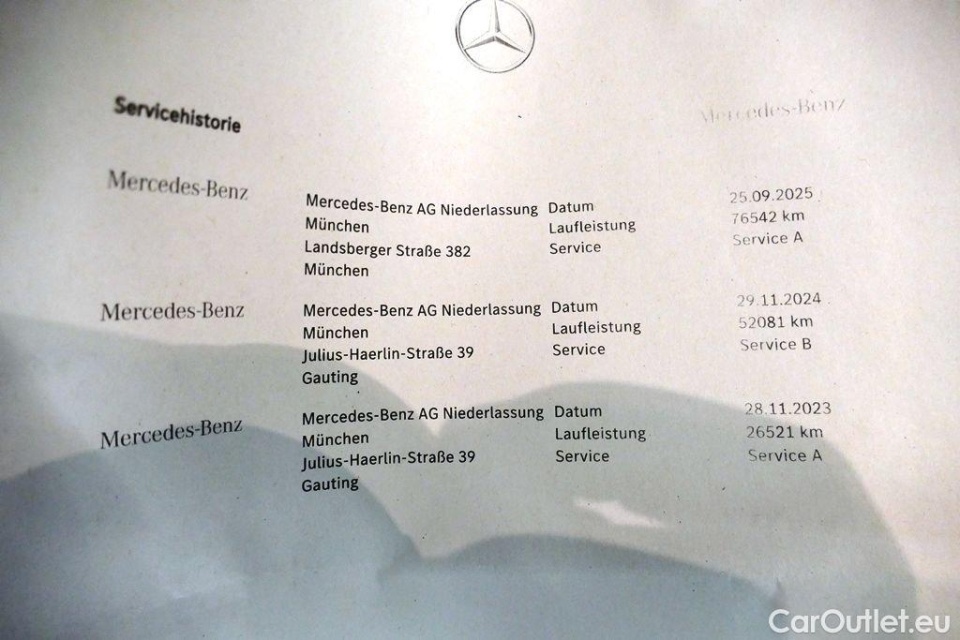 Servicehistorie
Mercedes-Benz
Mercedes-Benz
Mercedes-Benz AG Niederlassung
München
Landsberger Straße 382
München
Datum 25.09.2025
Laufleistung 76542 km
Service Service A
Mercedes-Benz
Mercedes-Benz AG Niederlassung
München
Julius-Haerlin-Straße 39
Gauting
Datum 29.11.2024
Laufleistung 52081 km
Service Service B
Mercedes-Benz
Mercedes-Benz AG Niederlassung
München
Julius-Haerlin-Straße 39
Gauting
Datum 28.11.2023
Laufleistung 26521 km
Service Service A
CarOutlet.eu